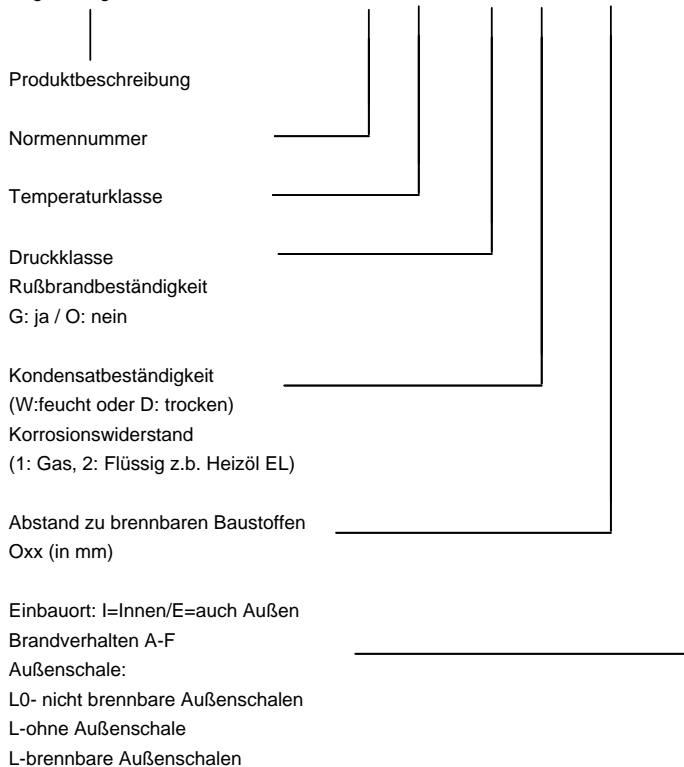 Produktbeschreibung
Normennummer
Temperaturklasse
Druckklasse
Rußbrandbeständigkeit
G: ja / O: nein
Kondensatbeständigkeit
(W:feucht oder D: trocken)
Korrosionswiderstand
(1: Gas, 2: Flüssig z.b. Heizöl EL)
Abstand zu brennbaren Baustoffen
Oxx (in mm)
Einbauort: I=Innen/E=auch Außen
Brandverhalten A-F
Außenschale:
L0- nicht brennbare Außenschalen
L-ohne Außenschale
L-brennbare Außenschalen